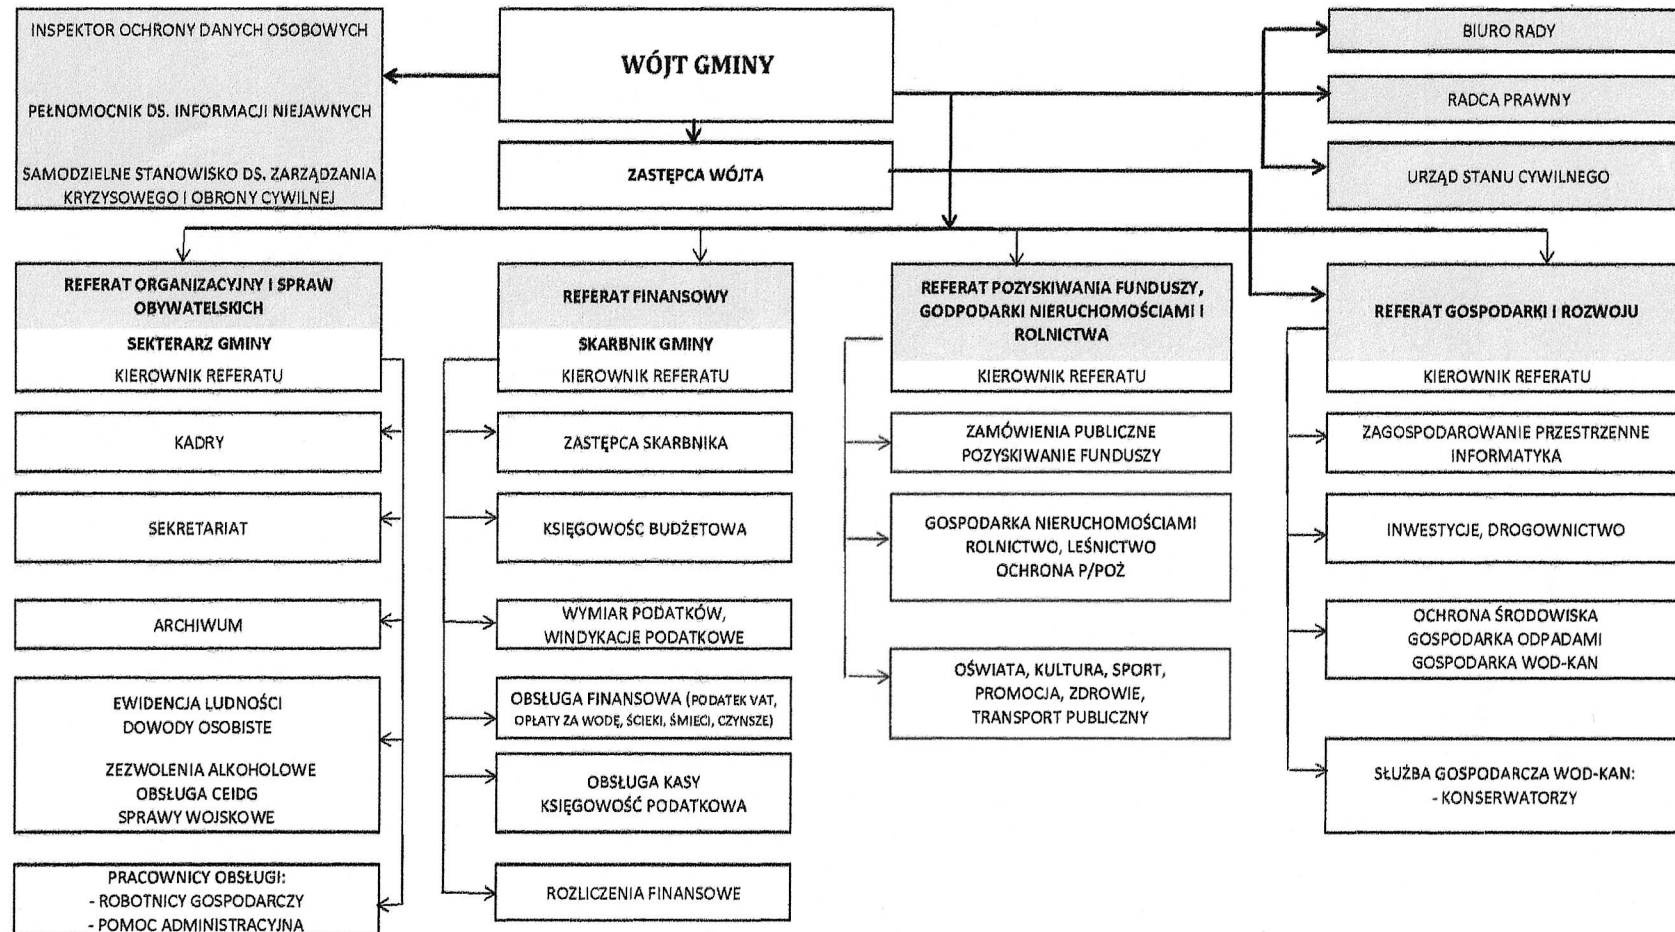 INSPEKTOR OCHRONY DANYCH OSOBOWYCH
PEŁNOMOCNIK DS. INFORMACJI NIEJAWNYCH
SAMODZIELNE STANOWISKO DS. ZARZĄDZANIA
KRYZYSOWEGO I OBRONY CYWILNEJ
WÓJT GMINY
ZASTĘPCA WÓJTA
BIURO RADY
RADCA PRAWNY
URZĄD STANU CYWILNEGO
REFERAT ORGANIZACYJNY I SPRAW
OBYWATELSKICH
SEKTERARZ GMINY
KIEROWNIK REFERATU
KADRY
SEKRETARIAT
ARCHIWUM
EWIDENCJA LUDNOŚCI
DOWODY OSOBISTE
ZEZWOLENIA ALKOHOLOWE
OBSŁUGA CEIDG
SPRAWY WOJSKOWE
PRACOWNICY OBSŁUGI:
- ROBOTNICY GOSPODARCZY
- POMOC ADMINISTRACYJNA
REFERAT FINANSOWY
SKARBNIK GMINY
KIEROWNIK REFERATU
ZASTĘPCA SKARBNIKA
KSIĘGOWOŚC BUDŻETOWA
WYMIAR PODATKÓW,
WINDYKACJE PODATKOWE
OBSŁUGA FINANSOWA (PODATEK VAT,
OPŁATY ZA WODĘ, ŚCIEKI, ŚMIECI, CZYNSZE)
OBSŁUGA KASY
KSIĘGOWOŚĆ PODATKOWA
ROZLICZENIA FINANSOWE
REFERAT POZYSKIWANIA FUNDUSZY,
GODPODARKI NIERUCHOMOŚCIAMI I
ROLNICTWA
KIEROWNIK REFERATU
ZAMÓWIENIA PUBLICZNE
POZYSKIWANIE FUNDUSZY
GOSPODARKA NIERUCHOMOŚCIAMI
ROLNICTWO, LEŚNICTWO
OCHRONA P/POŻ
OŚWIATA, KULTURA, SPORT,
PROMOCJA, ZDROWIE,
TRANSPORT PUBLICZNY
REFERAT GOSPODARKI I ROZWOJU
KIEROWNIK REFERATU
ZAGOSPODAROWANIE PRZESTRZENNE
INFORMATYKA
INWESTYCJE, DROGOWNICTWO
OCHRONA ŚRODOWISKA
GOSPODARKA ODPADAMI
GOSPODARKA WOD-KAN
SŁUŻBA GOSPODARCZA WOD-KAN:
- KONSERWATORZY